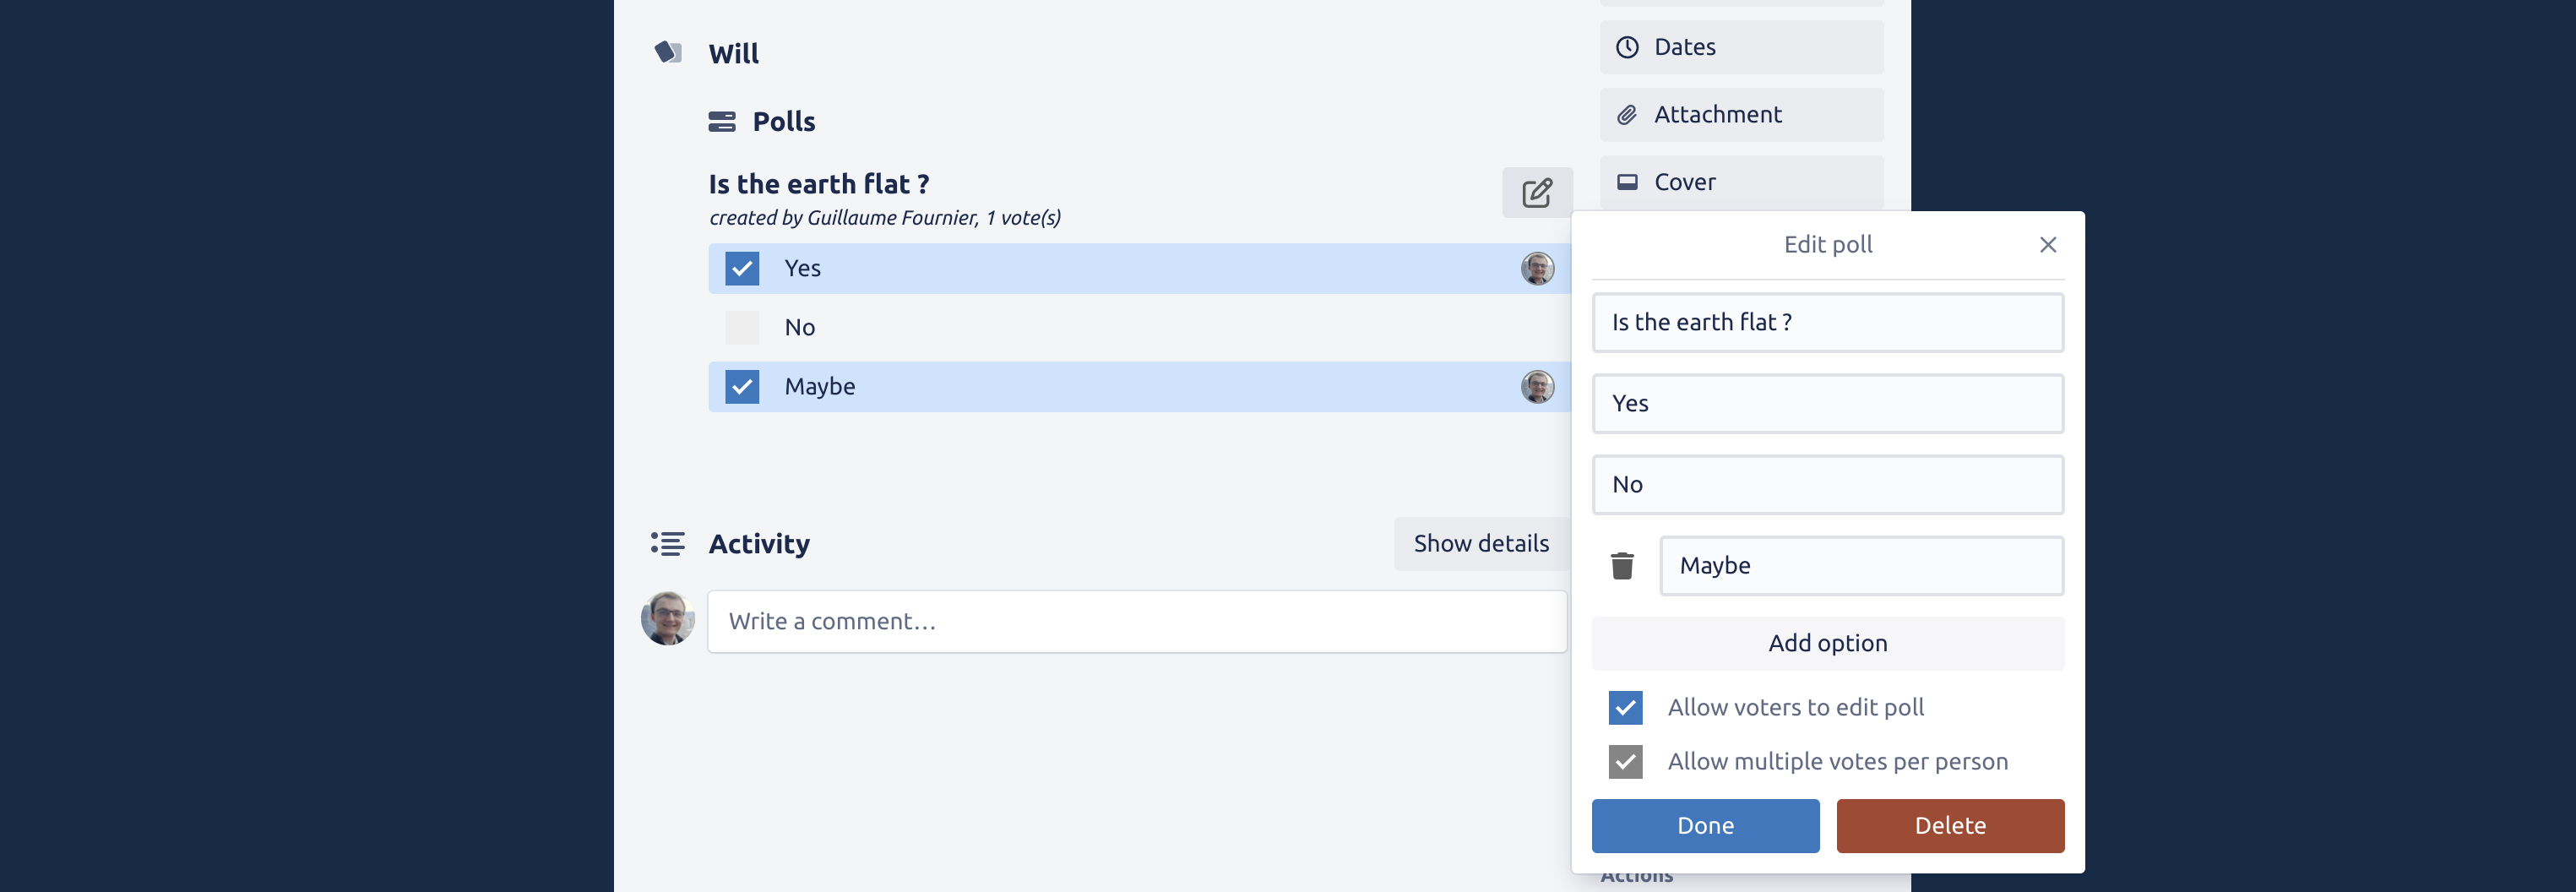 Will
Polls
Is the earth flat ?
created by Guillaume Fournier, 1 vote(s)
Yes
No
Maybe
Activity
Show details
Write a comment…
Dates
Attachment
Cover
Edit poll
Is the earth flat ?
Yes
No
Maybe
Add option
Allow voters to edit poll
Allow multiple votes per person
Done
Delete
Actions